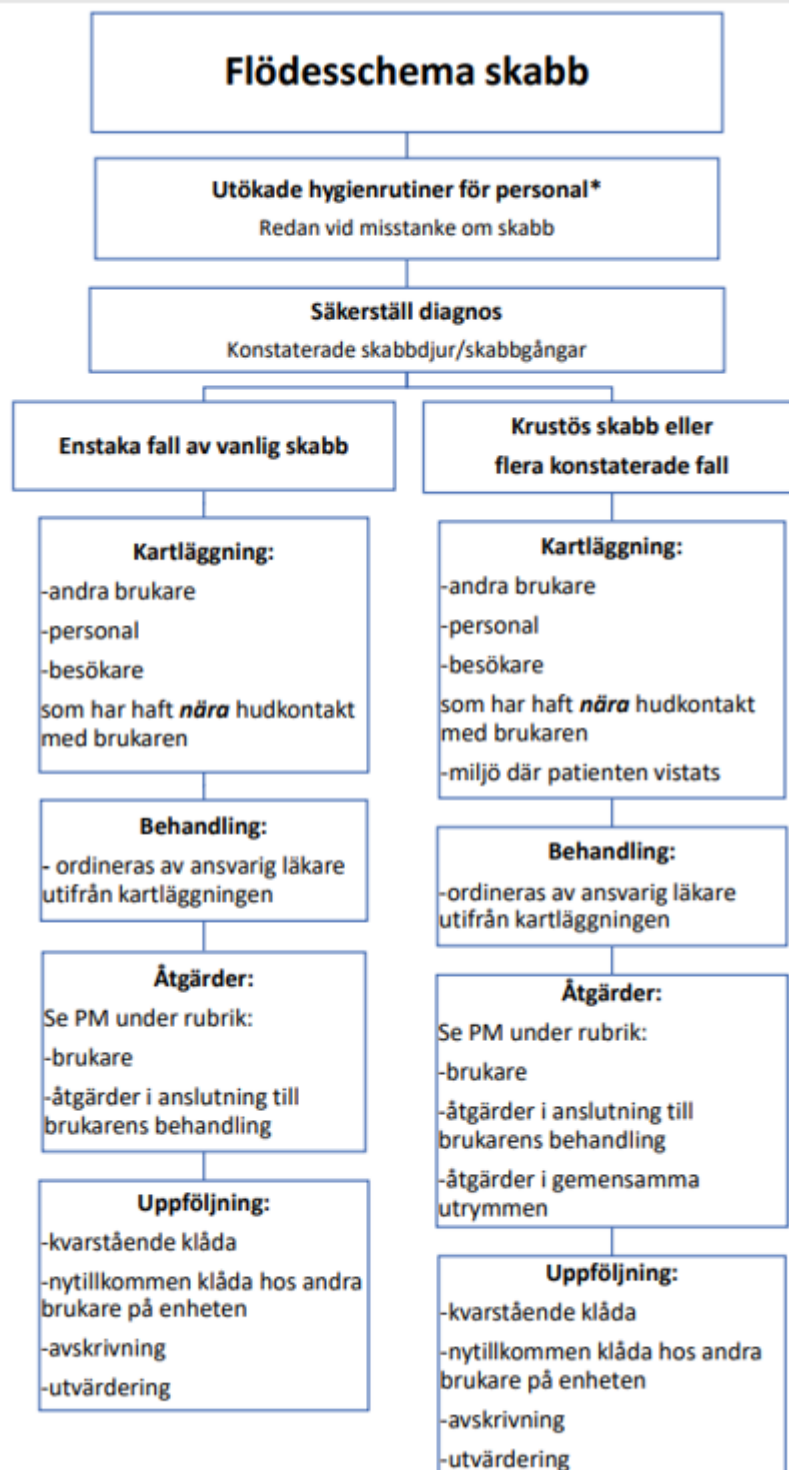 Flödesschema skabb
Utökade hygienrutiner för personal*
Redan vid misstanke om skabb
Säkerställ diagnos
Konstaterade skabbdjur/skabbgångar
Enstaka fall av vanlig skabb
Kartläggning:
-andra brukare
-personal
-besökare
som har haft nära hudkontakt
med brukaren
Behandling:
- ordineras av ansvarig läkare
utifrån kartläggningen
Åtgärder:
Se PM under rubrik:
-brukare
-åtgärder i anslutning till
brukarens behandling
Uppföljning:
-kvarstående klåda
-nytillkommen klåda hos andra
brukare på enheten
-avskrivning
-utvärdering
Krustös skabb eller
flera konstaterade fall
Kartläggning:
-andra brukare
-personal
-besökare
som har haft nära hudkontakt
med brukaren
-miljö där patienten vistats
Behandling:
-ordineras av ansvarig läkare
utifrån kartläggningen
Åtgärder:
Se PM under rubrik:
-brukare
-åtgärder i anslutning till
brukarens behandling
-åtgärder i gemensamma
utrymmen
Uppföljning:
-kvarstående klåda
-nytillkommen klåda hos andra
brukare på enheten
-avskrivning
-utvärdering